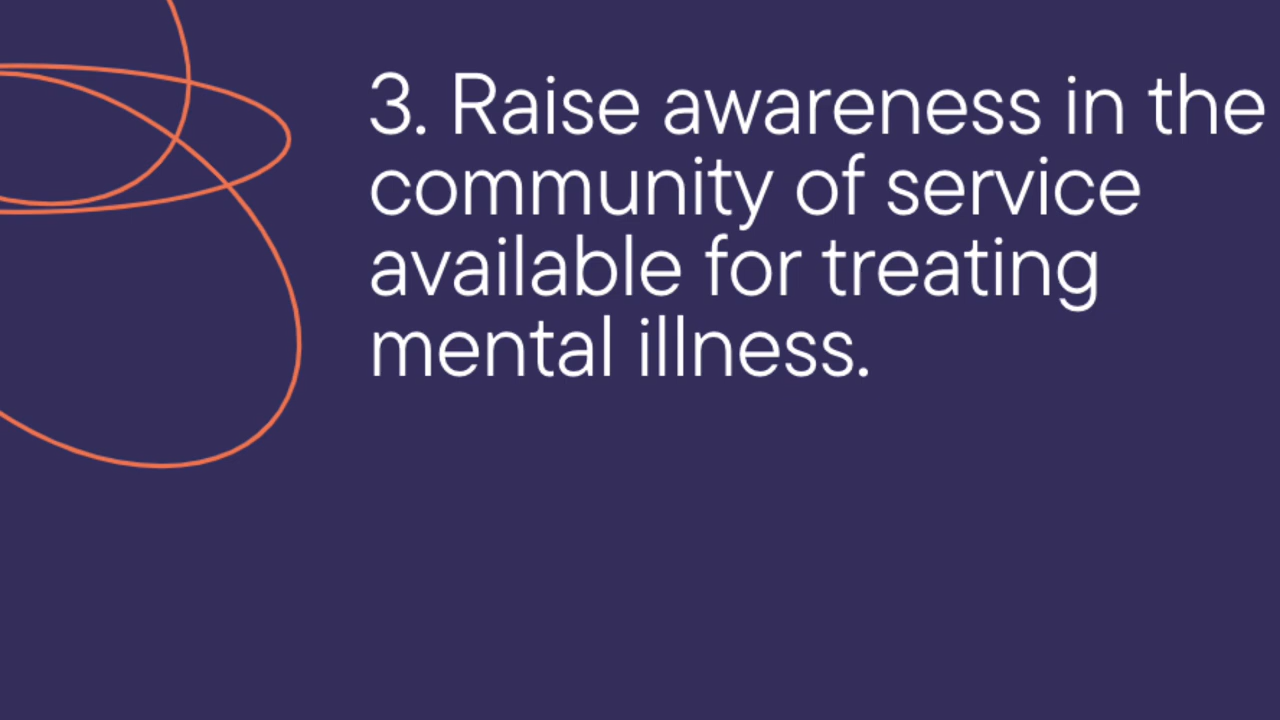 3. Raise awareness in the
community of service
available for treating
mental illness.